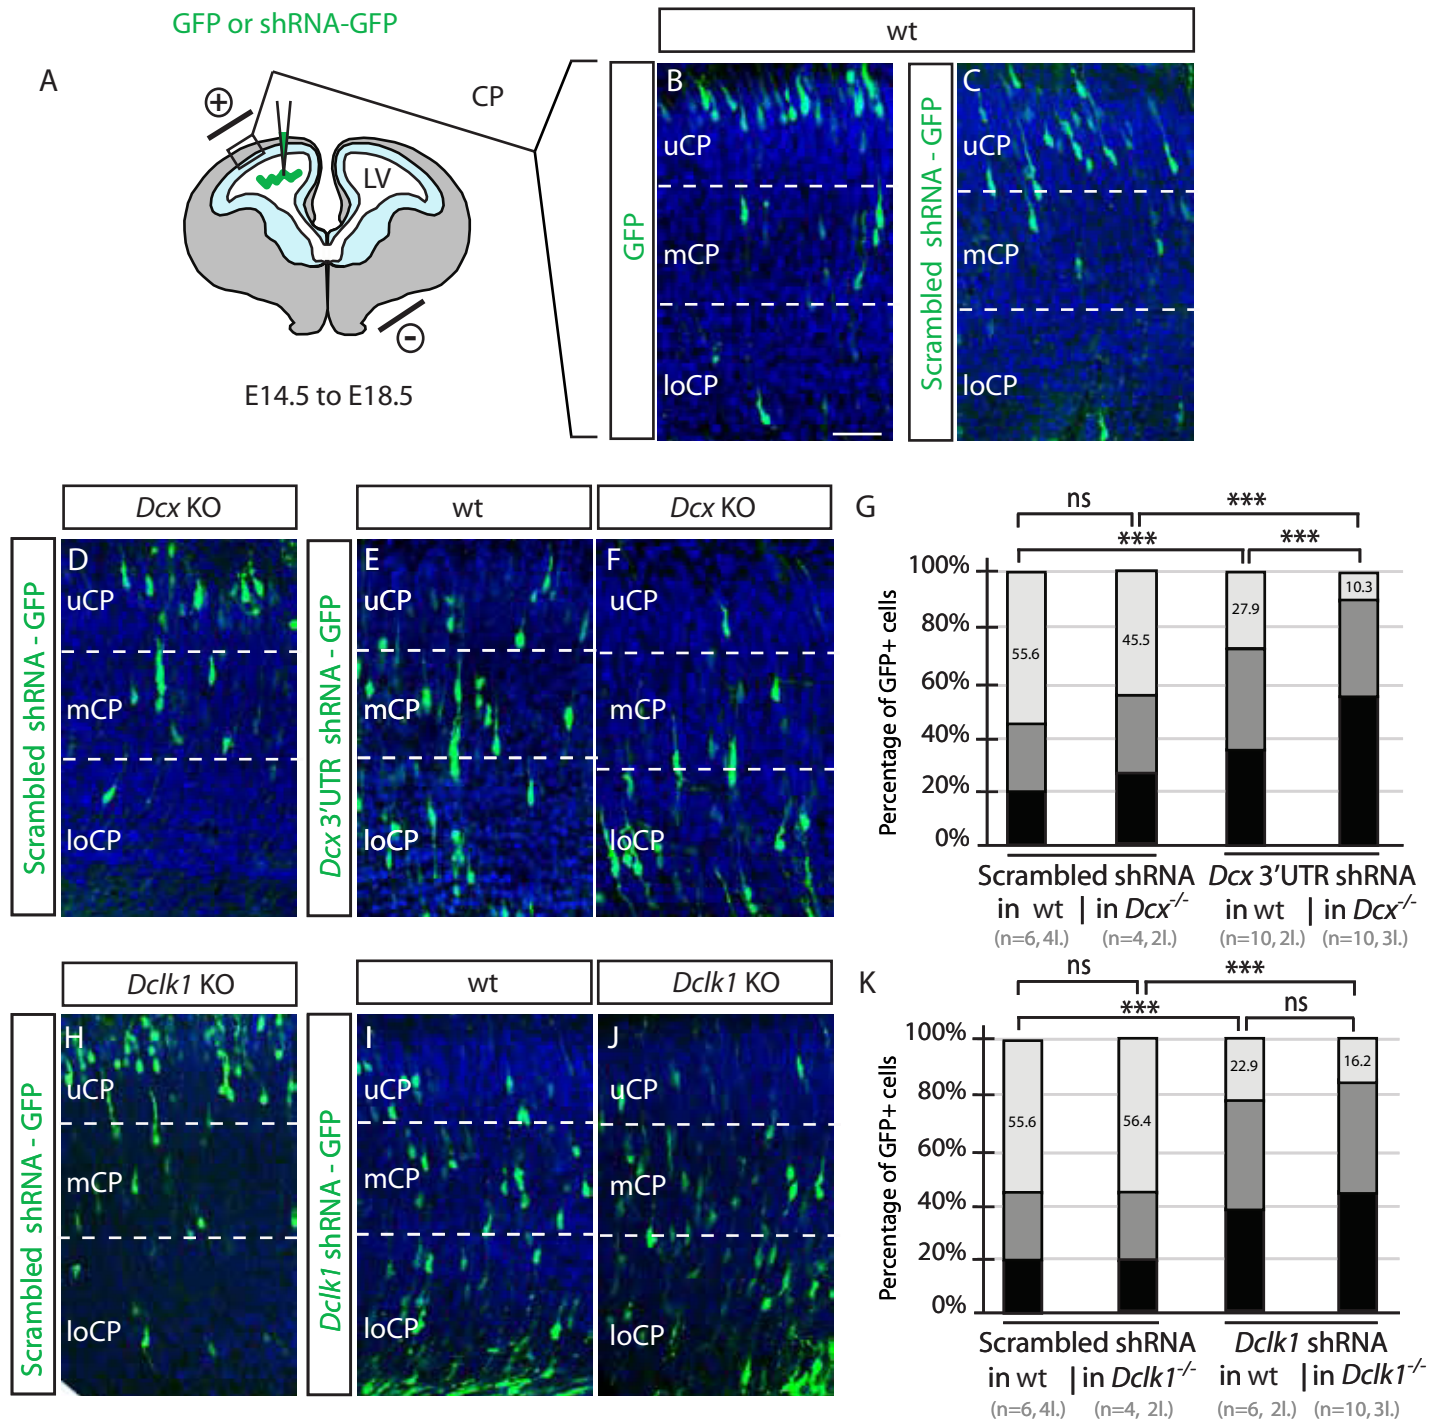 GFP or shRNA-GFP
A
CP
+
LV
-
E14.5 to E18.5
wt
GFP
B
uCP
mCP
loCP
Scrambled shRNA - GFP
C
uCP
mCP
loCP
Dcx KO
wt
Dcx KO
Scrambled shRNA - GFP
D
uCP
mCP
loCP
Dcx 3'UTR shRNA - GFP
E
uCP
mCP
loCP
F
uCP
mCP
loCP
G
ns
***
***
***
Percentage of GFP+ cells
100%
80%
60%
40%
20%
0%
55.6
45.5
27.9
10.3
Scrambled shRNA Dcx 3'UTR shRNA
in wt | in Dcx-/- in wt | in Dcx-/-
(n=6, 4l.) (n=4, 2l.) (n=10, 2l.) (n=10, 3l.)
Dclk1 KO
wt
Dclk1 KO
Scrambled shRNA - GFP
H
uCP
mCP
loCP
Dclk1 shRNA - GFP
I
uCP
mCP
loCP
J
uCP
mCP
loCP
K
ns
***
***
ns
Percentage of GFP+ cells
100%
80%
60%
40%
20%
0%
55.6
56.4
22.9
16.2
Scrambled shRNA Dclk1 shRNA
in wt | in Dclk1-/- in wt | in Dclk1-/-
(n=6, 4l.) (n=4, 2l.) (n=6, 2l.) (n=10, 3l.)